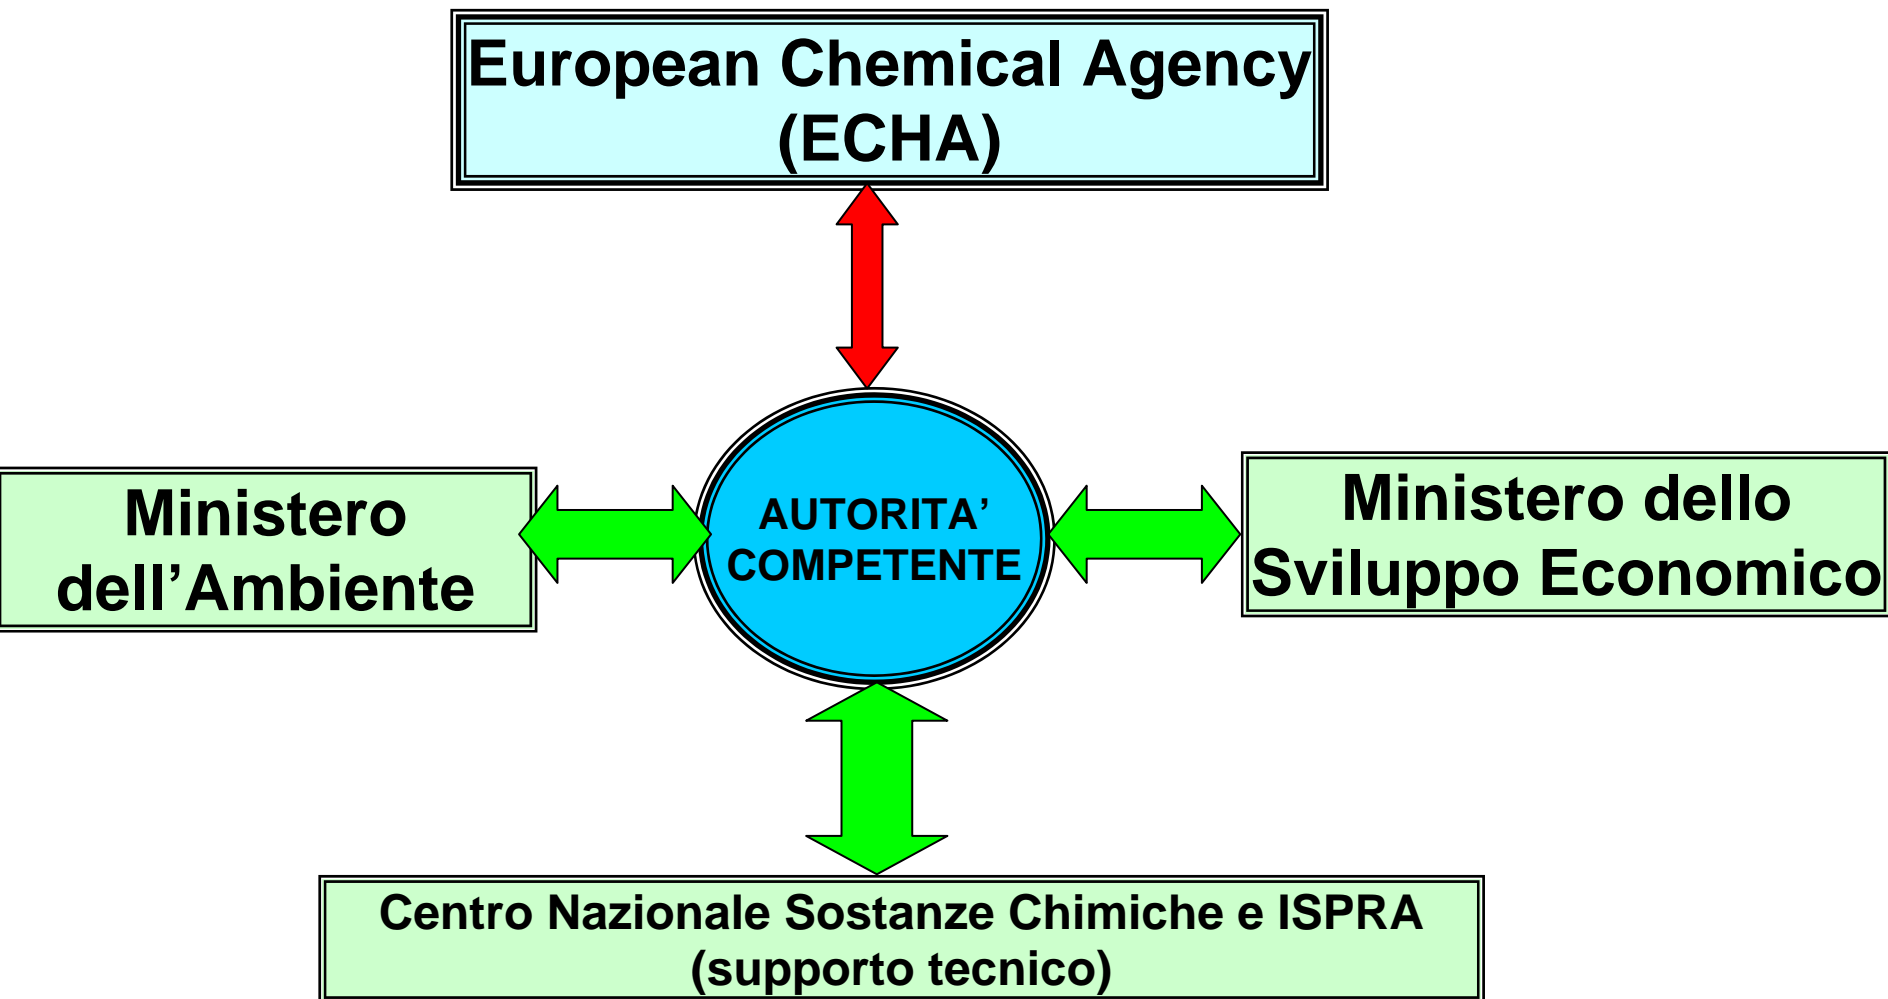 European Chemical Agency
(ECHA)
AUTORITA’
COMPETENTE
Ministero
dell’Ambiente
Ministero dello
Sviluppo Economico
Centro Nazionale Sostanze Chimiche e ISPRA
(supporto tecnico)